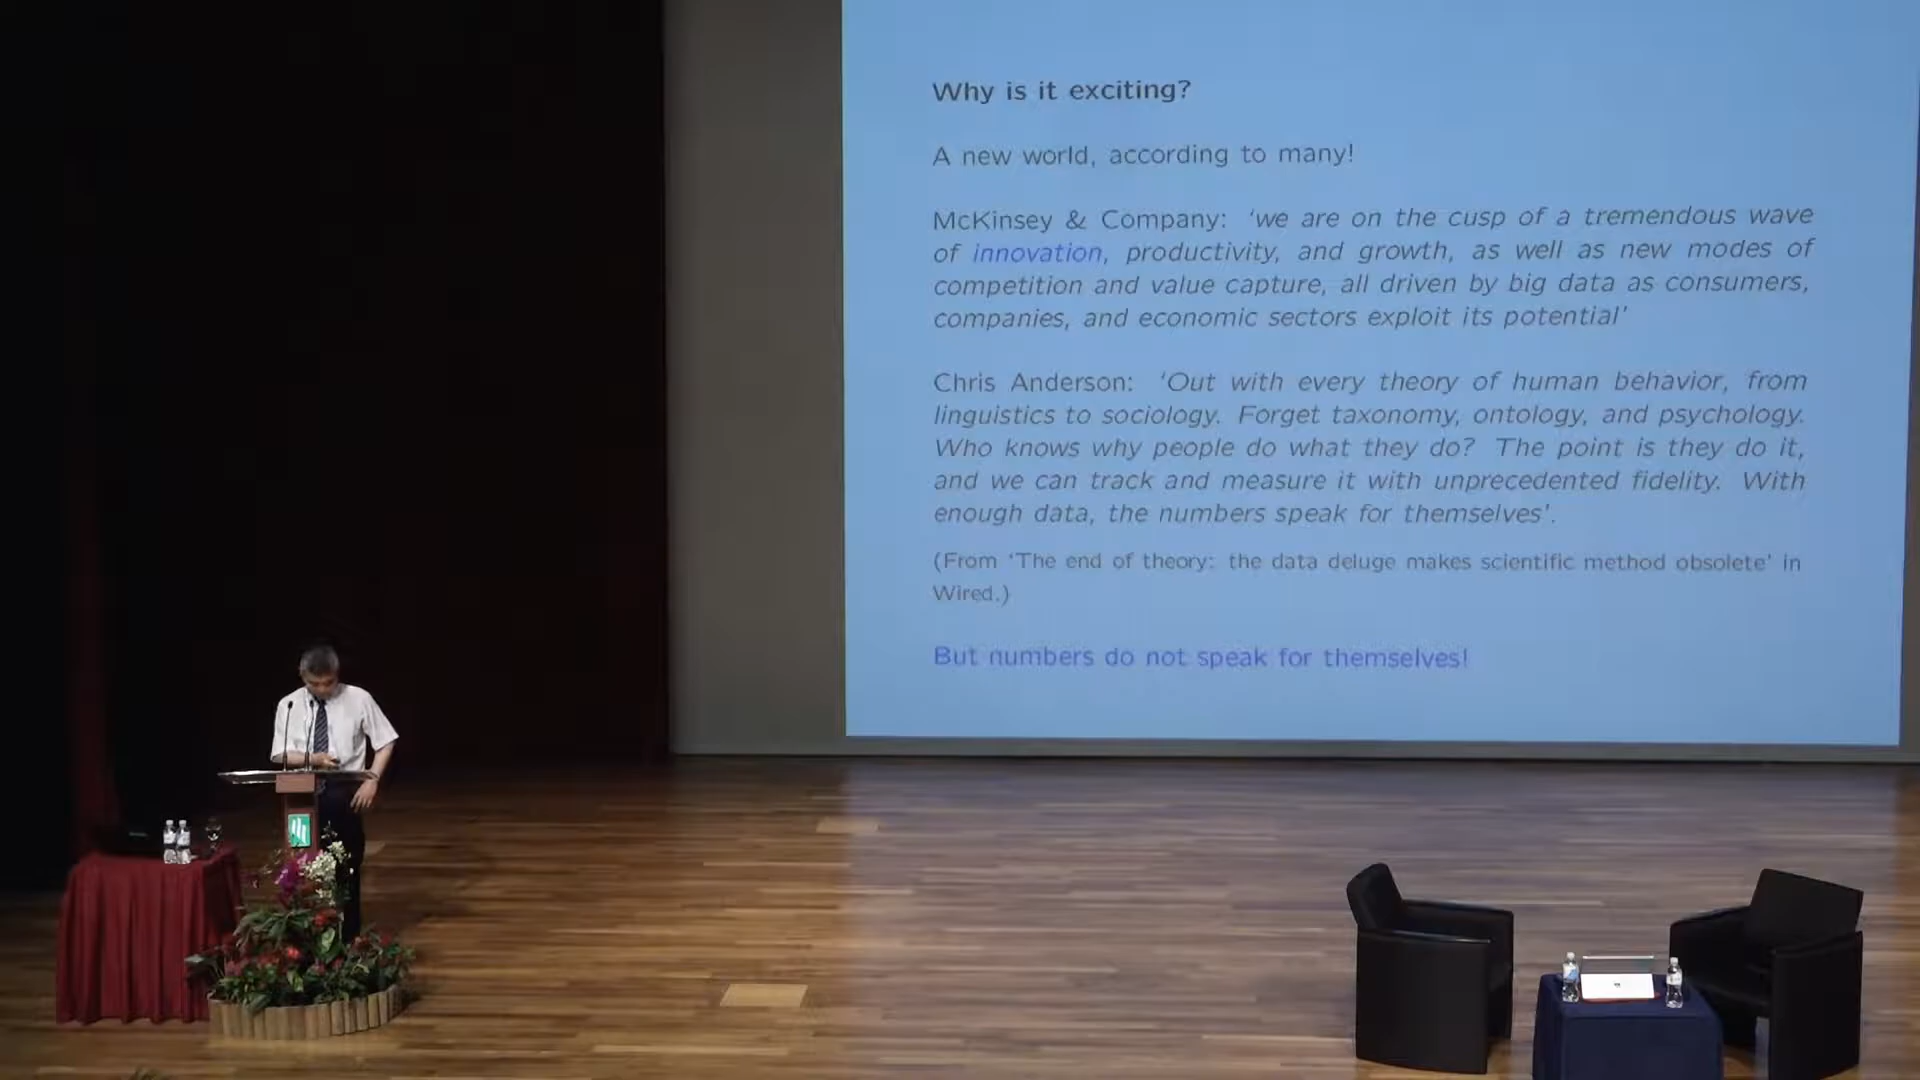 Why is it exciting?
A new world, according to many!
McKinsey & Company: ‘we are on the cusp of a tremendous wave
of innovation, productivity, and growth, as well as new modes of
competition and value capture, all driven by big data as consumers,
companies, and economic sectors exploit its potential’
Chris Anderson: ‘Out with every theory of human behavior, from
linguistics to sociology. Forget taxonomy, ontology, and psychology.
Who knows why people do what they do? The point is they do it,
and we can track and measure it with unprecedented fidelity. With
enough data, the numbers speak for themselves’.
(From ‘The end of theory: the data deluge makes scientific method obsolete’ in
Wired.)
But numbers do not speak for themselves!